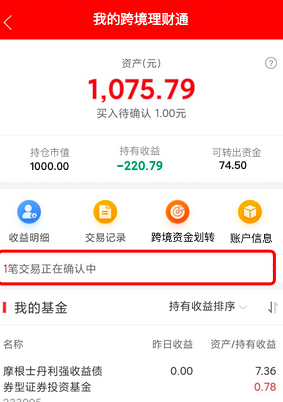 我的跨境理财通
资产(元)
1,075.79
买入待确认 1.00元
持仓市值 持有收益 可转出资金
1000.00 -220.79 74.50
收益明细 交易记录 跨境资金划转 账户信息
1笔交易正在确认中
我的基金 持有收益排序
名称 昨日收益 资产/持有收益
摩根士丹利强收益债 0.00 7.36
券型证券投资基金 0.78